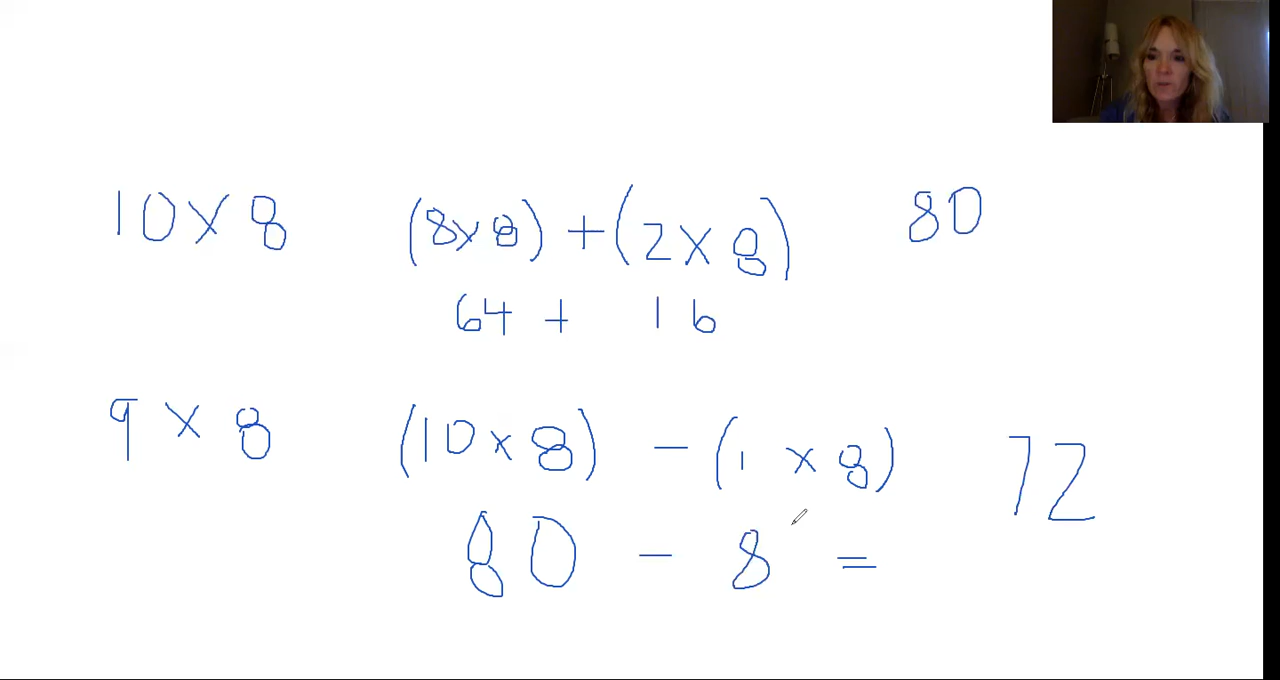 10 × 8 (8×8) + (2 × 8) 80
64 + 16
9 × 8 (10 × 8) - (1 × 8) 72
80 - 8 =